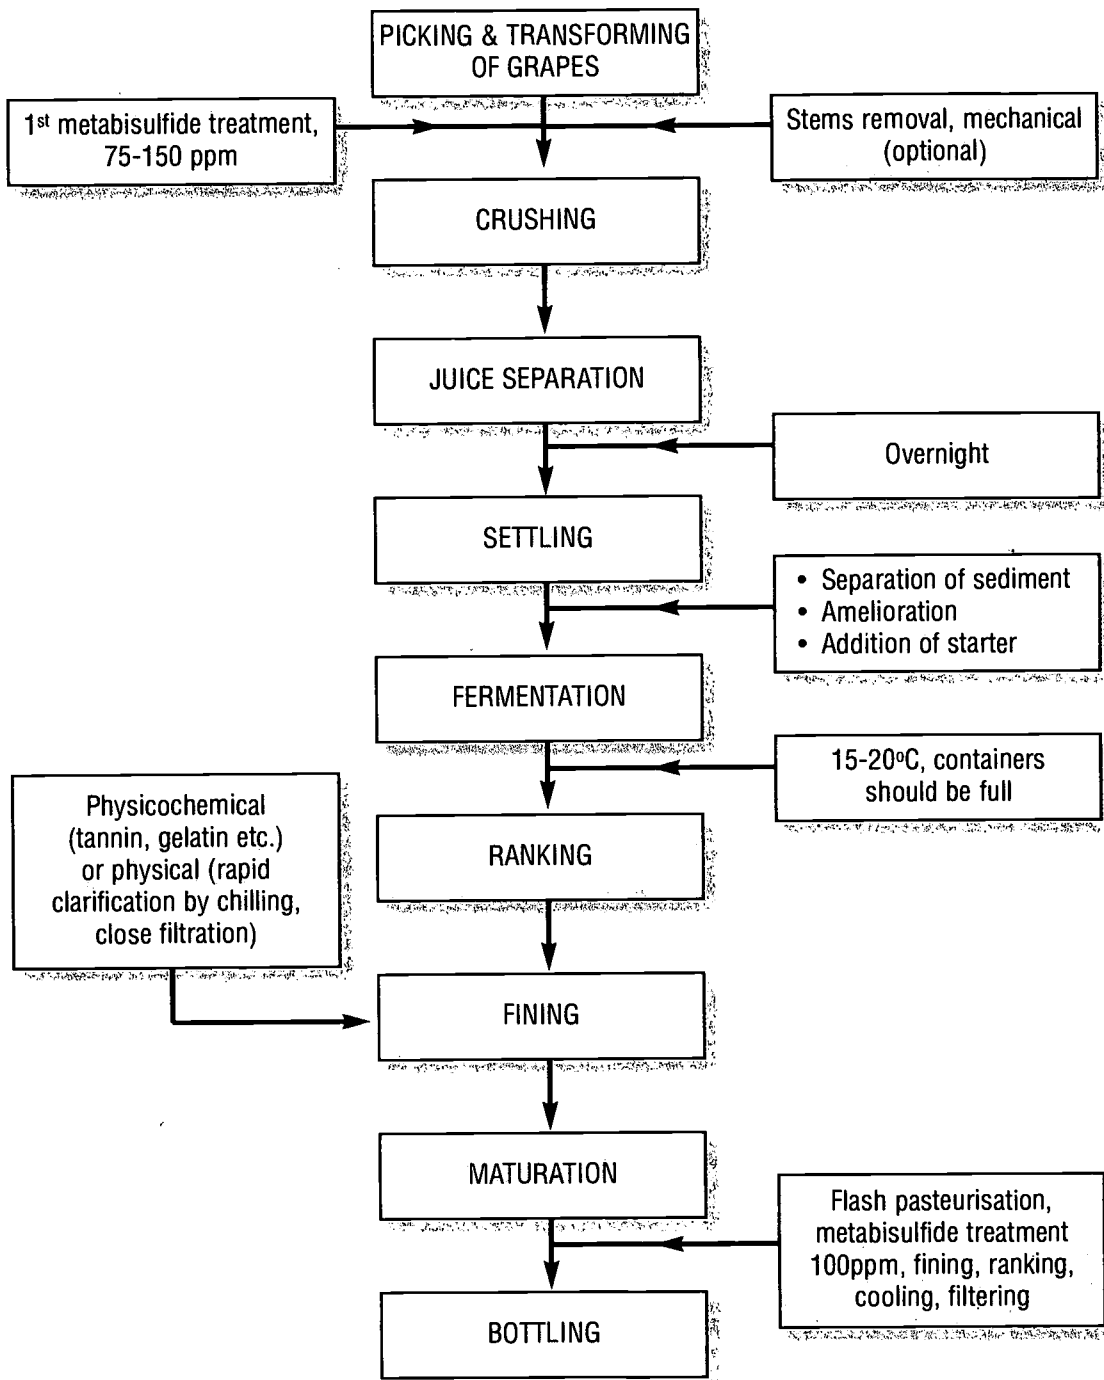 PICKING & TRANSFORMING
OF GRAPES
1st metabisulfide treatment,
75-150 ppm
Stems removal, mechanical
(optional)
CRUSHING
JUICE SEPARATION
Overnight
SETTLING
• Separation of sediment
• Amelioration
• Addition of starter
FERMENTATION
15-20ºC, containers
should be full
Physicochemical
(tannin, gelatin etc.)
or physical (rapid
clarification by chilling,
close filtration)
RANKING
FINING
MATURATION
Flash pasteurisation,
metabisulfide treatment
100ppm, fining, ranking,
cooling, filtering
BOTTLING